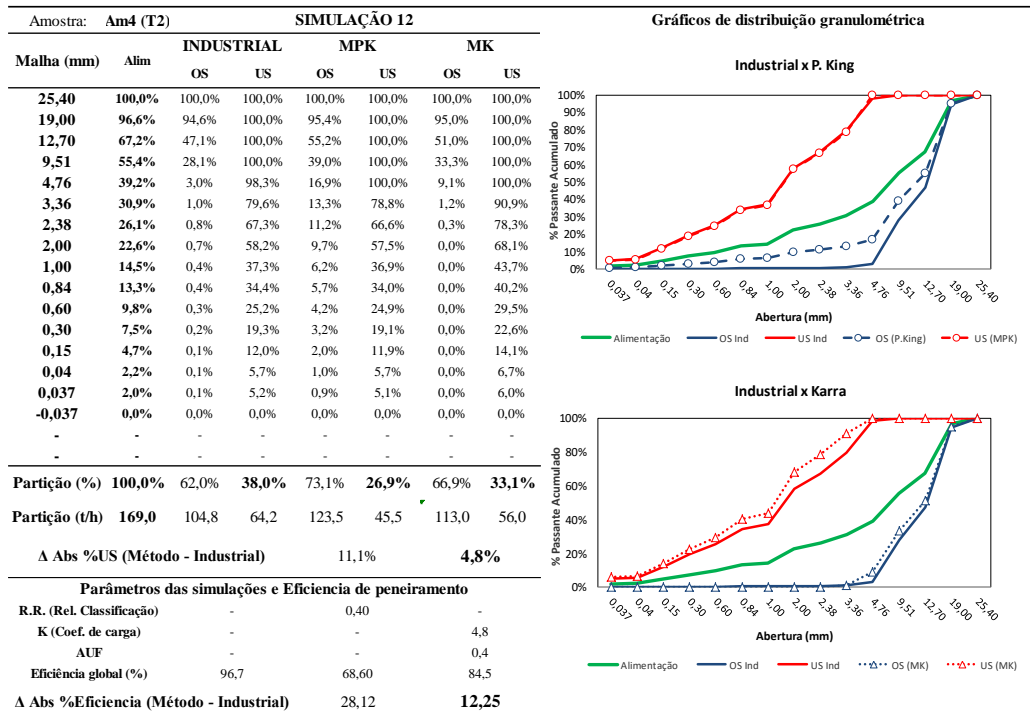 Amostra: Am4 (T2) SIMULAÇÃO 12
Malha (mm) Alim INDUSTRIAL MPK MK
OS US OS US OS US
25,40 100,0% 100,0% 100,0% 100,0% 100,0% 100,0% 100,0%
19,00 96,6% 94,6% 100,0% 95,4% 100,0% 95,0% 100,0%
12,70 67,2% 47,1% 100,0% 55,2% 100,0% 51,0% 100,0%
9,51 55,4% 28,1% 100,0% 39,0% 100,0% 33,3% 100,0%
4,76 39,2% 3,0% 98,3% 16,9% 100,0% 9,1% 100,0%
3,36 30,9% 1,0% 79,6% 13,3% 78,8% 1,2% 90,9%
2,38 26,1% 0,8% 67,3% 11,2% 66,6% 0,3% 78,3%
2,00 22,6% 0,7% 58,2% 9,7% 57,5% 0,0% 68,1%
1,00 14,5% 0,4% 37,3% 6,2% 36,9% 0,0% 43,7%
0,84 13,3% 0,4% 34,4% 5,7% 34,0% 0,0% 40,2%
0,60 9,8% 0,3% 25,2% 4,2% 24,9% 0,0% 29,5%
0,30 7,5% 0,2% 19,3% 3,2% 19,1% 0,0% 22,6%
0,15 4,7% 0,1% 12,0% 2,0% 11,9% 0,0% 14,1%
0,04 2,2% 0,1% 5,7% 1,0% 5,7% 0,0% 6,7%
0,037 2,0% 0,1% 5,2% 0,9% 5,1% 0,0% 6,0%
-0,037 0,0% 0,0% 0,0% 0,0% 0,0% 0,0% 0,0%
- - - - - - - -
- - - - - - - -
Partição (%) 100,0% 62,0% 38,0% 73,1% 26,9% 66,9% 33,1%
Partição (t/h) 169,0 104,8 64,2 123,5 45,5 113,0 56,0
Δ Abs %US (Método - Industrial) 11,1% 4,8%
Parâmetros das simulações e Eficiencia de peneiramento
R.R. (Rel. Classificação) - 0,40 -
K (Coef. de carga) - - 4,8
AUF - - 0,4
Eficiência global (%) 96,7 68,60 84,5
Δ Abs %Eficiencia (Método - Industrial) 28,12 12,25
Gráficos de distribuição granulométrica
Industrial x P. King
% Passante Acumulado
100%
90%
80%
70%
60%
50%
40%
30%
20%
10%
0%
0,037 0,04 0,15 0,30 0,60 0,84 1,00 2,00 2,38 3,36 4,76 9,51 12,70 19,00 25,40
Abertura (mm)
Alimentação OS Ind US Ind OS (P.King) US (MPK)
Industrial x Karra
% Passante Acumulado
100%
80%
60%
40%
20%
0%
0,037 0,04 0,15 0,30 0,60 0,84 1,00 2,00 2,38 3,36 4,76 9,51 12,70 19,00 25,40
Abertura (mm)
Alimentação OS Ind US Ind OS (MK) US (MK)